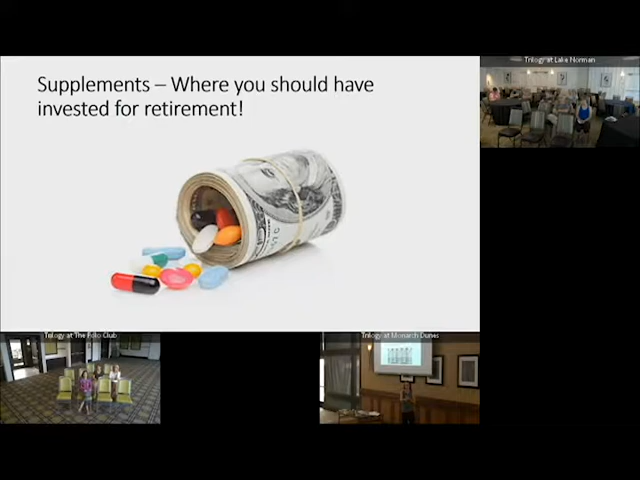 Trilogy at Lake Norman
Supplements – Where you should have
invested for retirement!
Trilogy at The Polo Club
Trilogy at Monarch Dunes